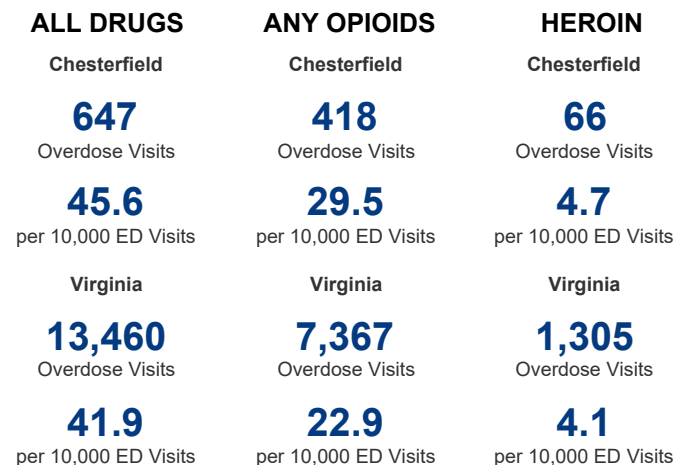 ALL DRUGS
Chesterfield
647
Overdose Visits
45.6
per 10,000 ED Visits
Virginia
13,460
Overdose Visits
41.9
per 10,000 ED Visits
ANY OPIOIDS
Chesterfield
418
Overdose Visits
29.5
per 10,000 ED Visits
Virginia
7,367
Overdose Visits
22.9
per 10,000 ED Visits
HEROIN
Chesterfield
66
Overdose Visits
4.7
per 10,000 ED Visits
Virginia
1,305
Overdose Visits
4.1
per 10,000 ED Visits